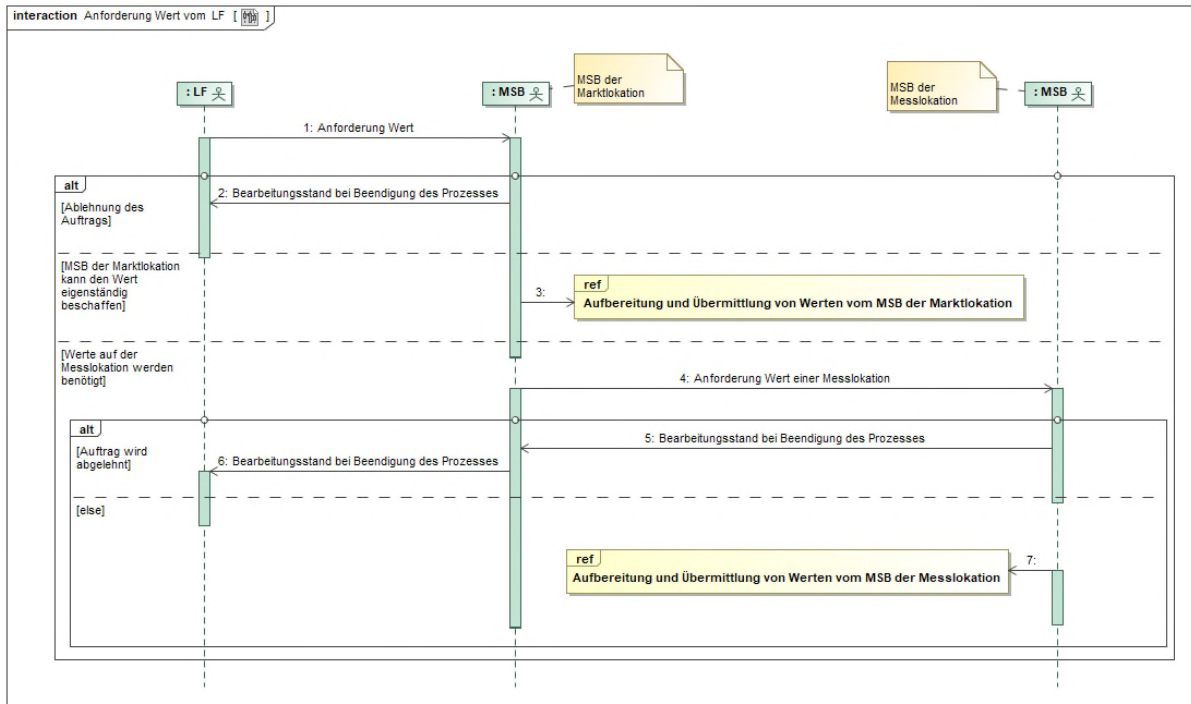 interaction Anforderung Wert vom LF [ ]
MSB der
Marktlokation
MSB der
Messlokation
: LF
: MSB
: MSB
1: Anforderung Wert
alt
2: Bearbeitungsstand bei Beendigung des Prozesses
[Ablehnung des
Auftrags]
[MSB der Marktlokation
kann den Wert
eigenständig
beschaffen]
3:
ref
Aufbereitung und Übermittlung von Werten vom MSB der Marktlokation
[Werte auf der
Messlokation werden
benötigt]
4: Anforderung Wert einer Messlokation
alt
5: Bearbeitungsstand bei Beendigung des Prozesses
[Auftrag wird
abgelehnt]
6: Bearbeitungsstand bei Beendigung des Prozesses
[else]
ref
7:
Aufbereitung und Übermittlung von Werten vom MSB der Messlokation